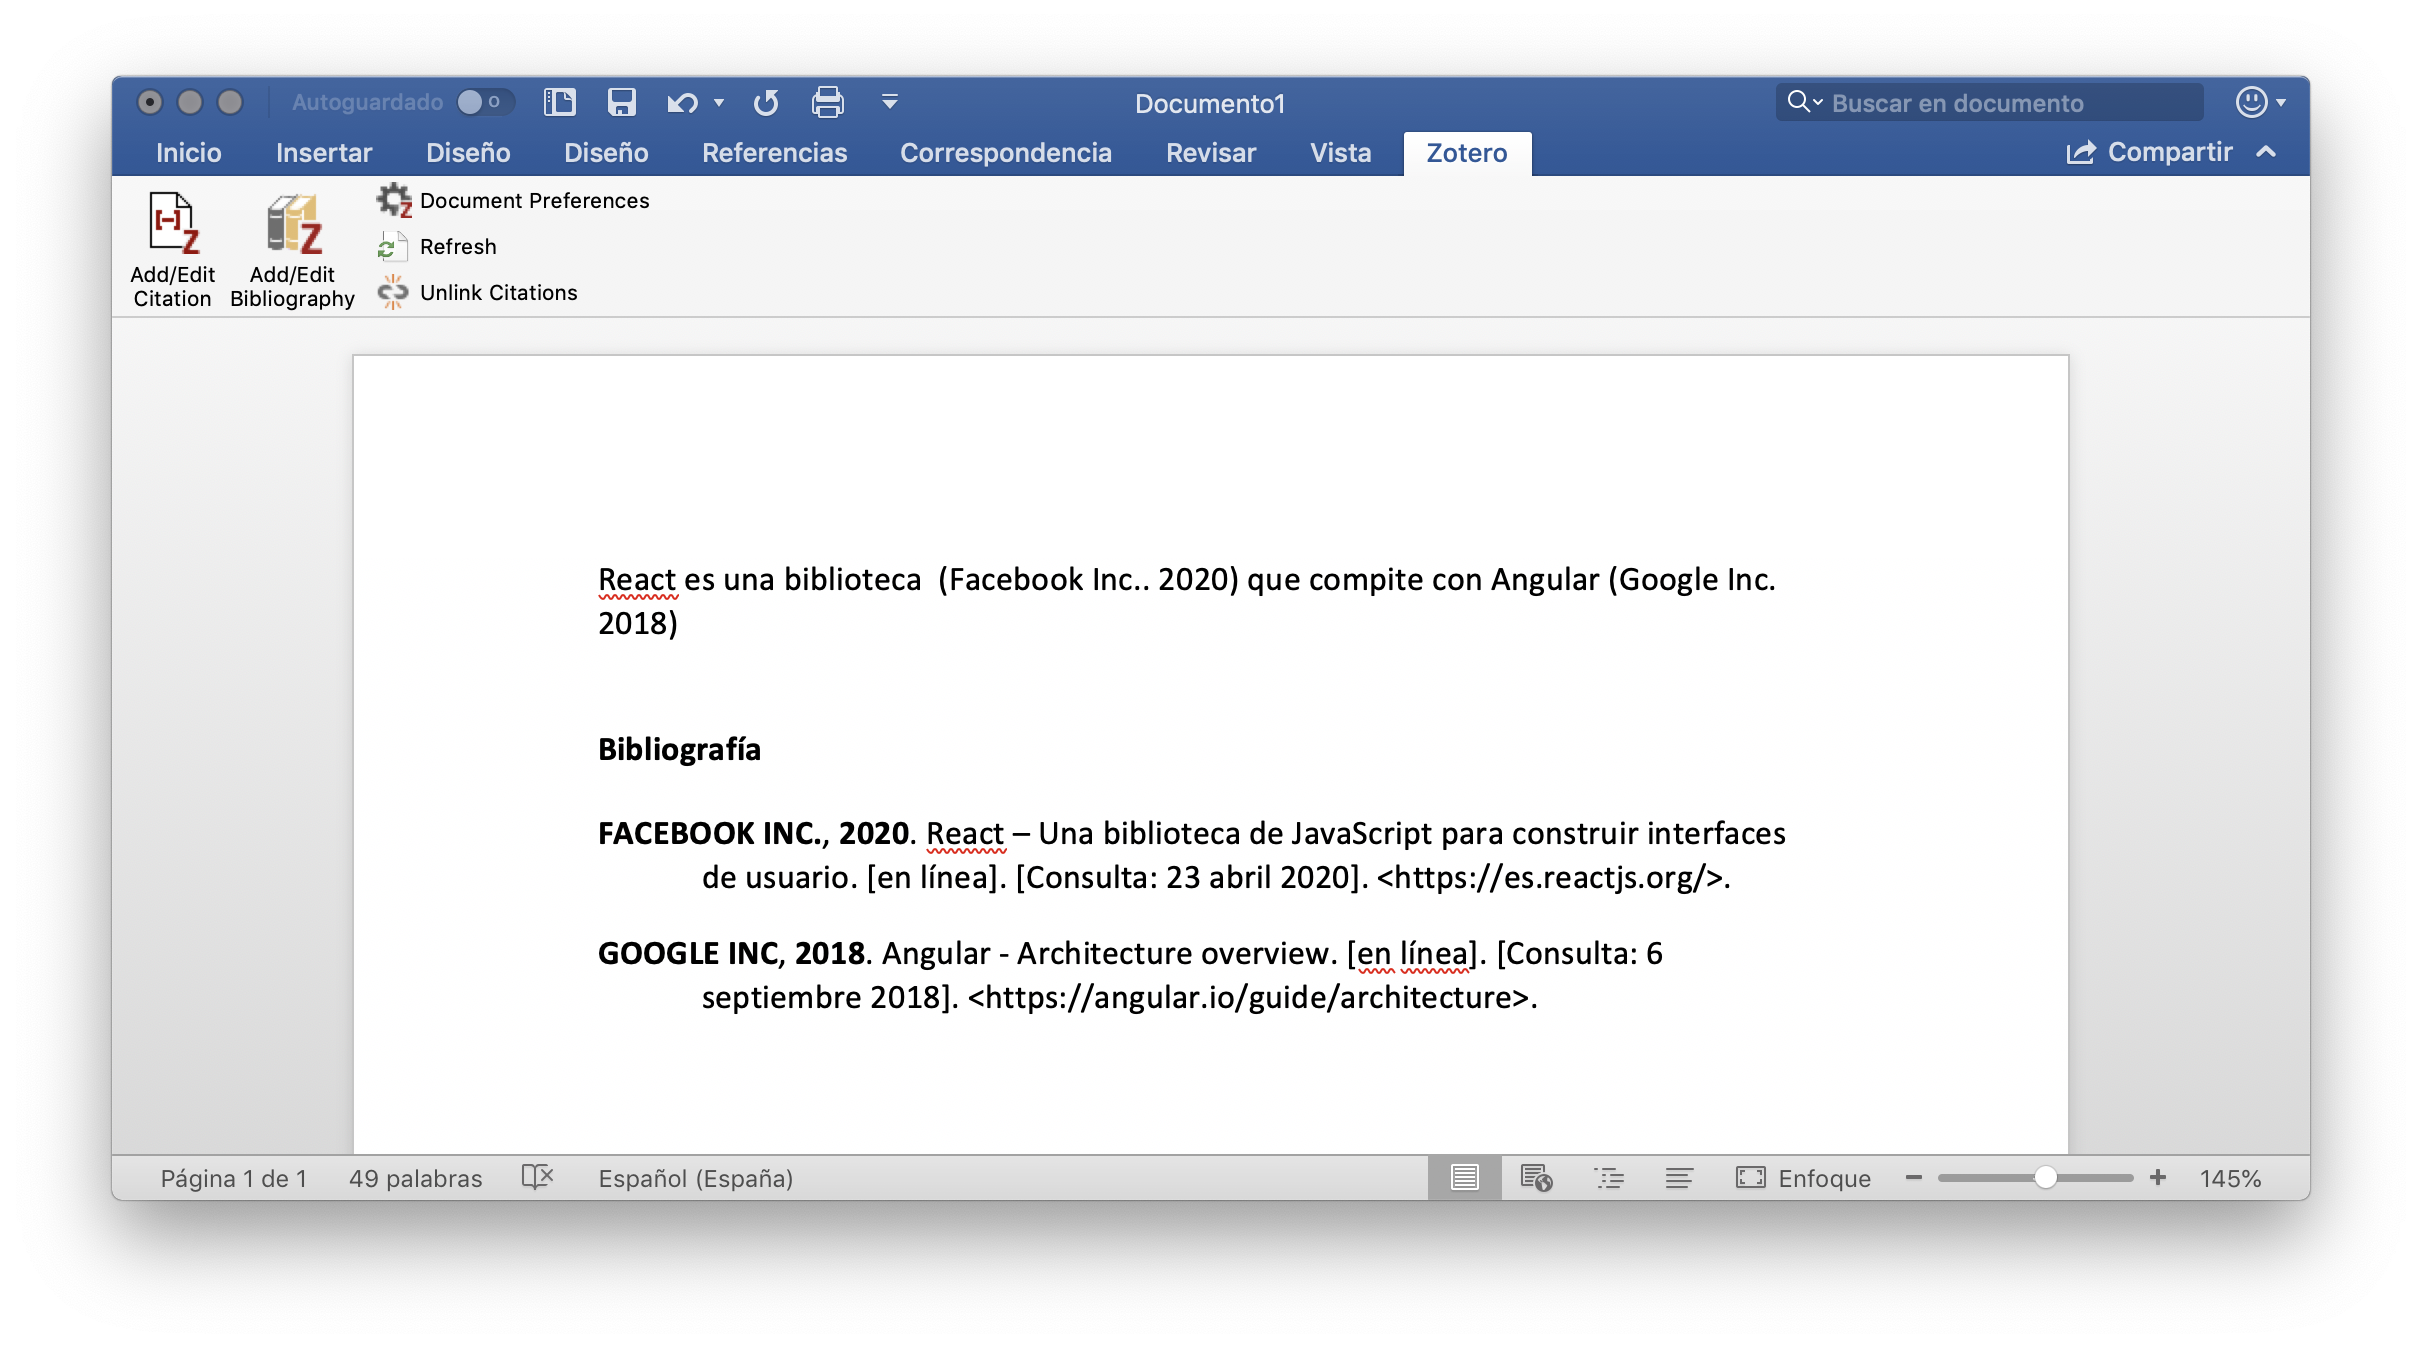 Autoguardado
Documento1
Buscar en documento
Inicio Insertar Diseño Diseño Referencias Correspondencia Revisar Vista Zotero Compartir
Add/Edit Citation
Add/Edit Bibliography
Document Preferences
Refresh
Unlink Citations
React es una biblioteca  (Facebook Inc.. 2020) que compite con Angular (Google Inc.
2018)
Bibliografía
FACEBOOK INC., 2020. React – Una biblioteca de JavaScript para construir interfaces
de usuario. [en línea]. [Consulta: 23 abril 2020]. <https://es.reactjs.org/>.
GOOGLE INC, 2018. Angular - Architecture overview. [en línea]. [Consulta: 6
septiembre 2018]. <https://angular.io/guide/architecture>.
Página 1 de 1 49 palabras Español (España) Enfoque 145%